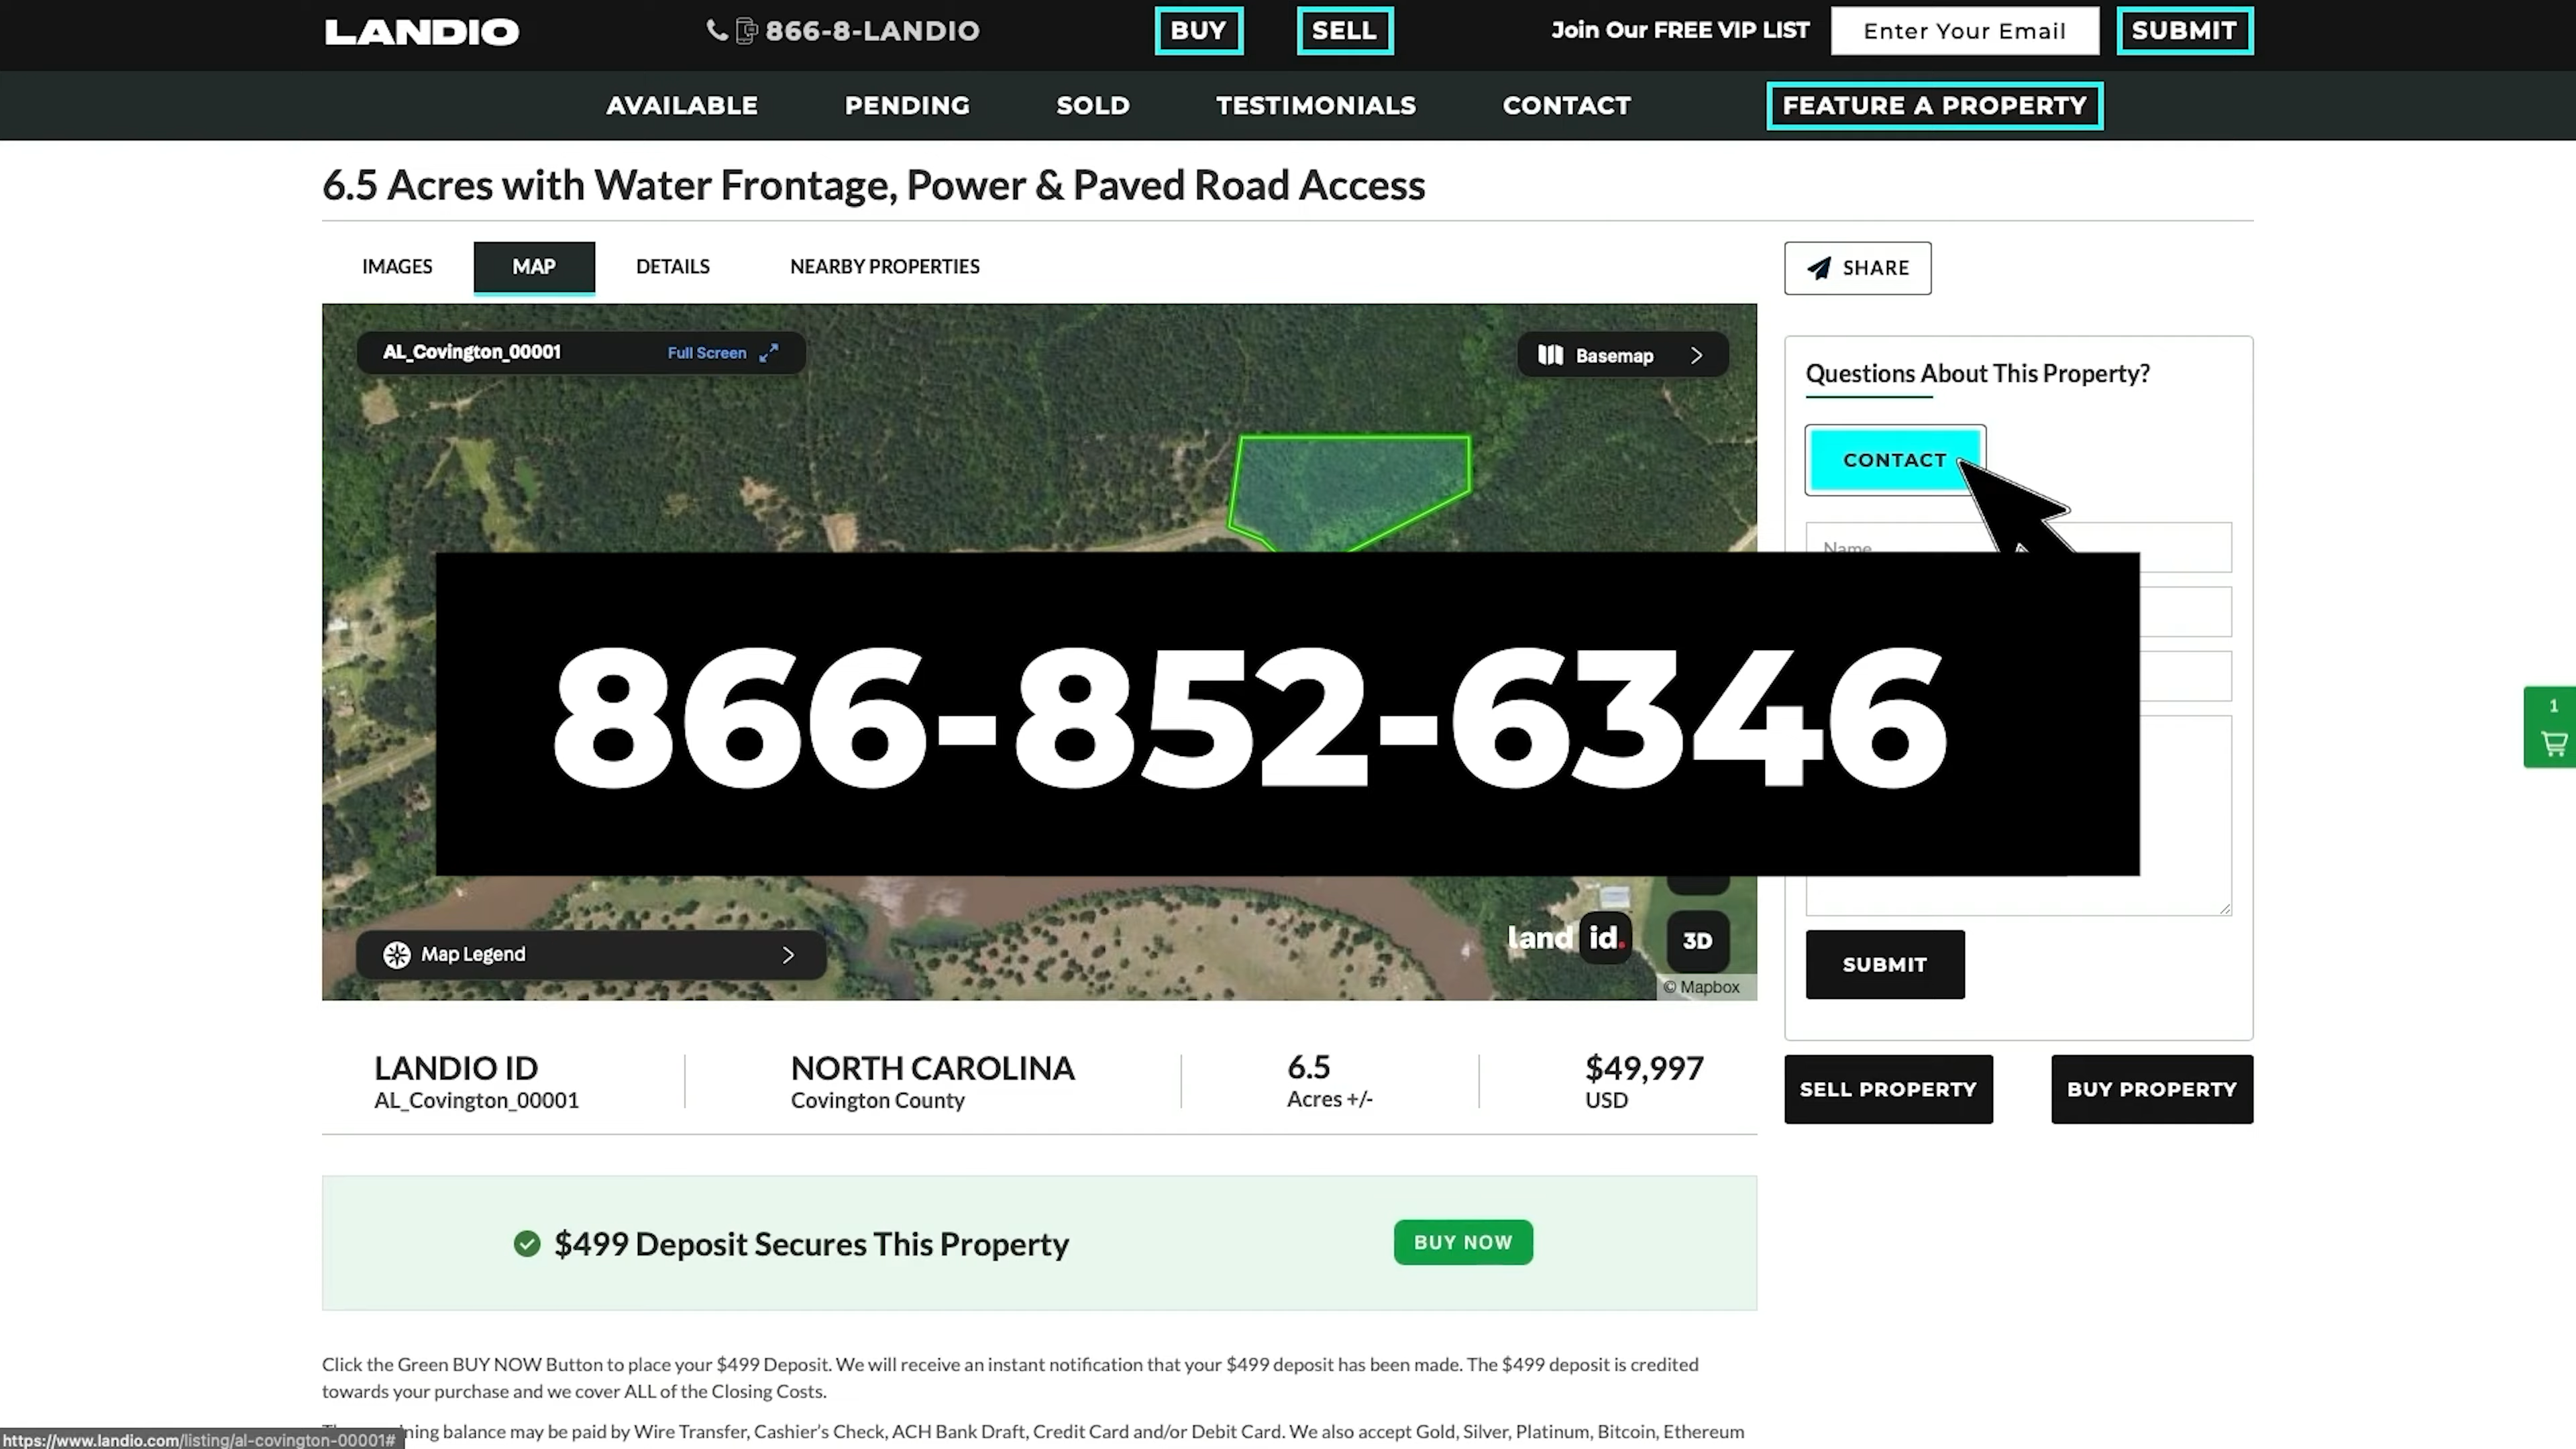 LANDIO
866-8-LANDIO
BUY
SELL
Join Our FREE VIP LIST
Enter Your Email
SUBMIT
AVAILABLE
PENDING
SOLD
TESTIMONIALS
CONTACT
FEATURE A PROPERTY
6.5 Acres with Water Frontage, Power & Paved Road Access
IMAGES
MAP
DETAILS
NEARBY PROPERTIES
SHARE
AL_Covington_00001
Full Screen
Basemap
Questions About This Property?
CONTACT
Name
866-852-6346
1
Map Legend
land id.
3D
© Mapbox
SUBMIT
LANDIO ID
AL_Covington_00001
NORTH CAROLINA
Covington County
6.5
Acres +/-
$49,997
USD
SELL PROPERTY
BUY PROPERTY
$499 Deposit Secures This Property
BUY NOW
Click the Green BUY NOW Button to place your $499 Deposit. We will receive an instant notification that your $499 deposit has been made. The $499 deposit is credited
towards your purchase and we cover ALL of the Closing Costs.
balance may be paid by Wire Transfer, Cashier's Check, ACH Bank Draft, Credit Card and/or Debit Card. We also accept Gold, Silver, Platinum, Bitcoin, Ethereum
https://www.landio.com/listing/al-covington-00001#